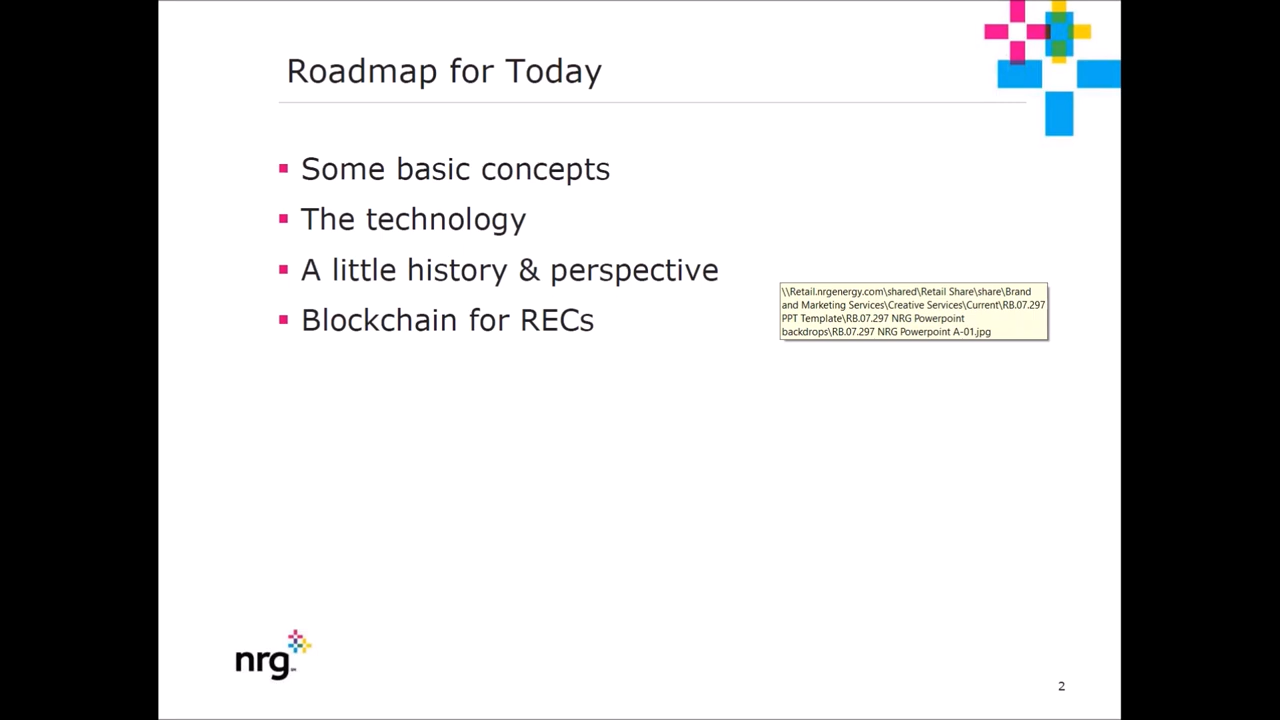 Roadmap for Today
Some basic concepts
The technology
A little history & perspective
Blockchain for RECs
\\Retail.nrgenergy.com\shared\Retail Share\share\Brand
and Marketing Services\Creative Services\Current\RB.07.297
PPT Template\RB.07.297 NRG Powerpoint
backdrops\RB.07.297 NRG Powerpoint A-01.jpg
nrg
2